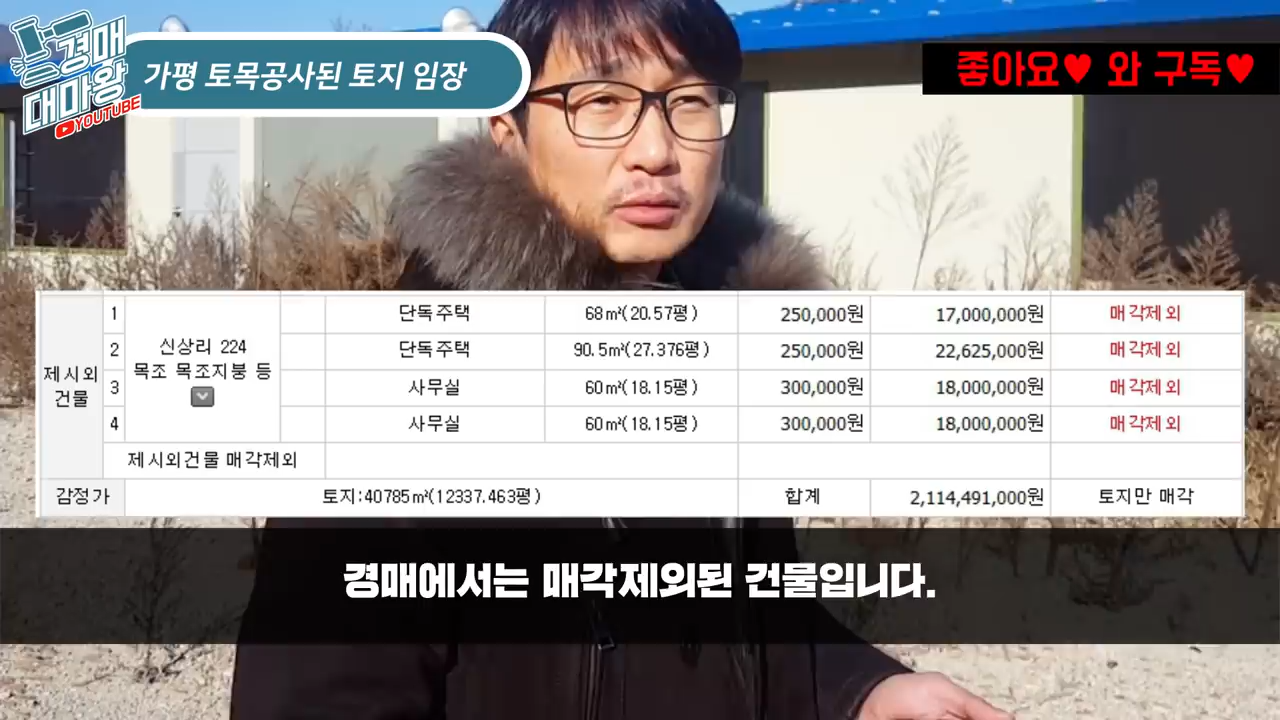 경매
대마왕
YOUTUBE
가평 토목공사된 토지 임장
좋아요♥ 와 구독♥
제시외
건물
신상리 224
목조 목조지붕 등
1 단독주택 68㎡(20.57평) 250,000원 17,000,000원 매각제외
2 단독주택 90.5㎡(27.376평) 250,000원 22,625,000원 매각제외
3 사무실 60㎡(18.15평) 300,000원 18,000,000원 매각제외
4 사무실 60㎡(18.15평) 300,000원 18,000,000원 매각제외
제시외건물 매각제외
감정가 토지:40785㎡(12337.463평) 합계 2,114,491,000원 토지만 매각
경매에서는 매각제외된 건물입니다.